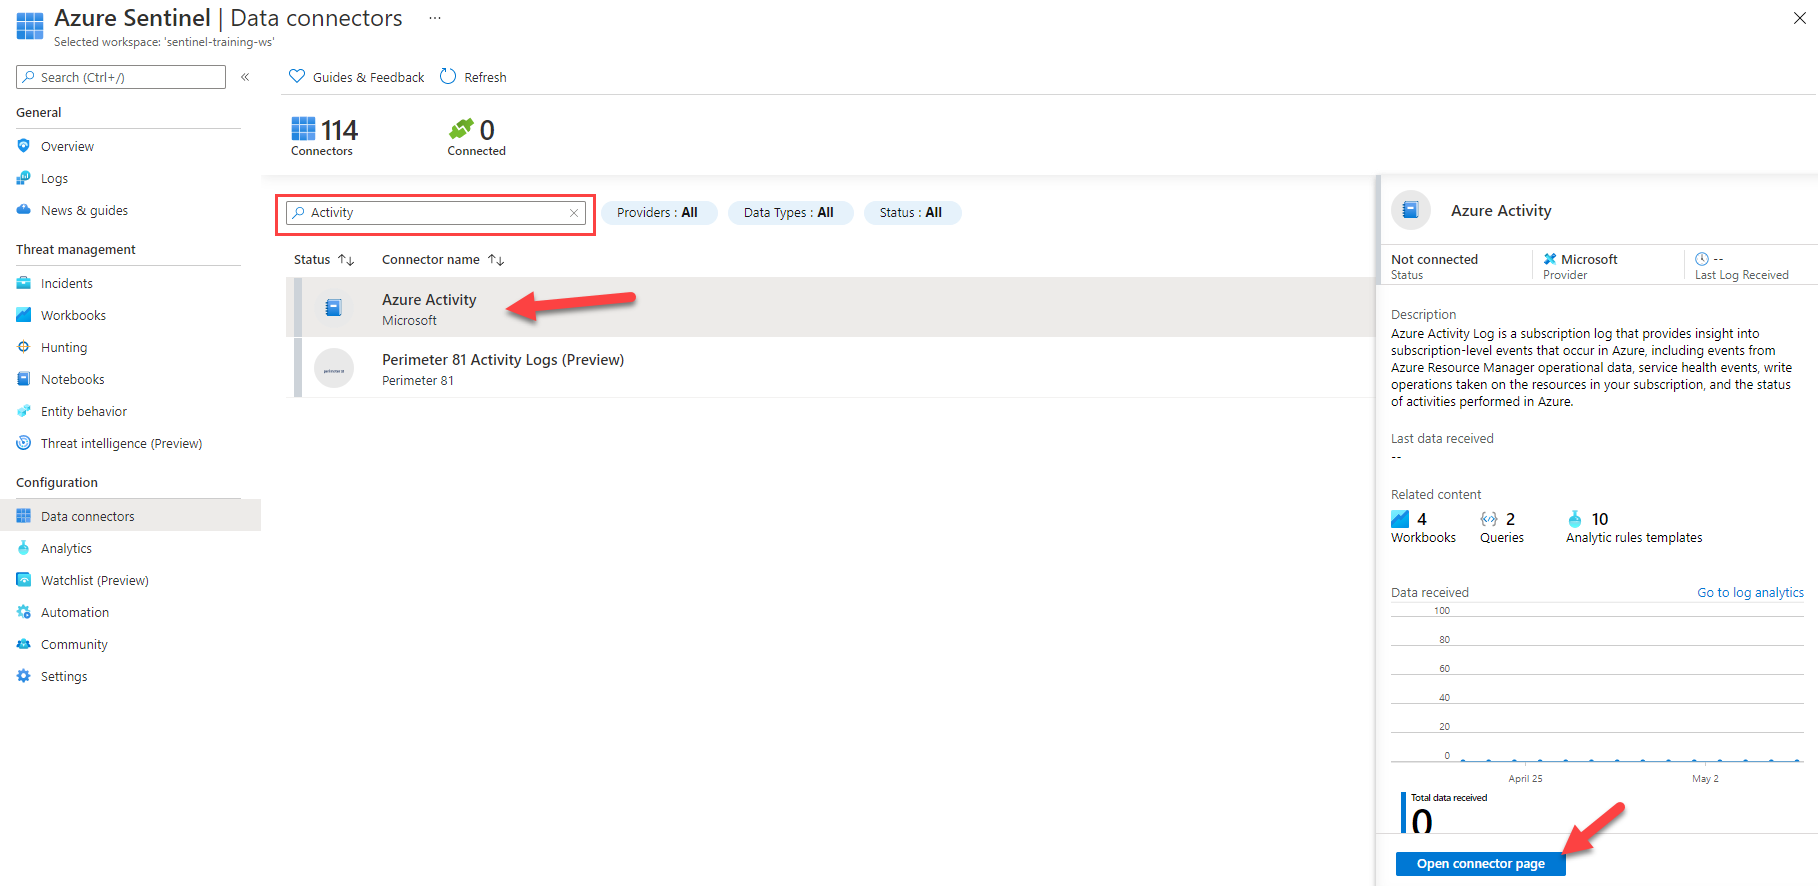 Azure Sentinel | Data connectors ...
Selected workspace: 'sentinel-training-ws'
Search (Ctrl+/)
«
General
Overview
Logs
News & guides
Threat management
Incidents
Workbooks
Hunting
Notebooks
Entity behavior
Threat intelligence (Preview)
Configuration
Data connectors
Analytics
Watchlist (Preview)
Automation
Community
Settings
Guides & Feedback
Refresh
114
Connectors
0
Connected
Activity
Providers : All
Data Types : All
Status : All
Status
Connector name
Azure Activity
Microsoft
perimeter 81
Perimeter 81 Activity Logs (Preview)
Perimeter 81
Azure Activity
Not connected
Status
Microsoft
Provider
--
Last Log Received
Description
Azure Activity Log is a subscription log that provides insight into
subscription-level events that occur in Azure, including events from
Azure Resource Manager operational data, service health events, write
operations taken on the resources in your subscription, and the status
of activities performed in Azure.
Last data received
--
Related content
4
Workbooks
2
Queries
10
Analytic rules templates
Data received
Go to log analytics
100
80
60
40
20
0
April 25
May 2
Total data received
0
Open connector page